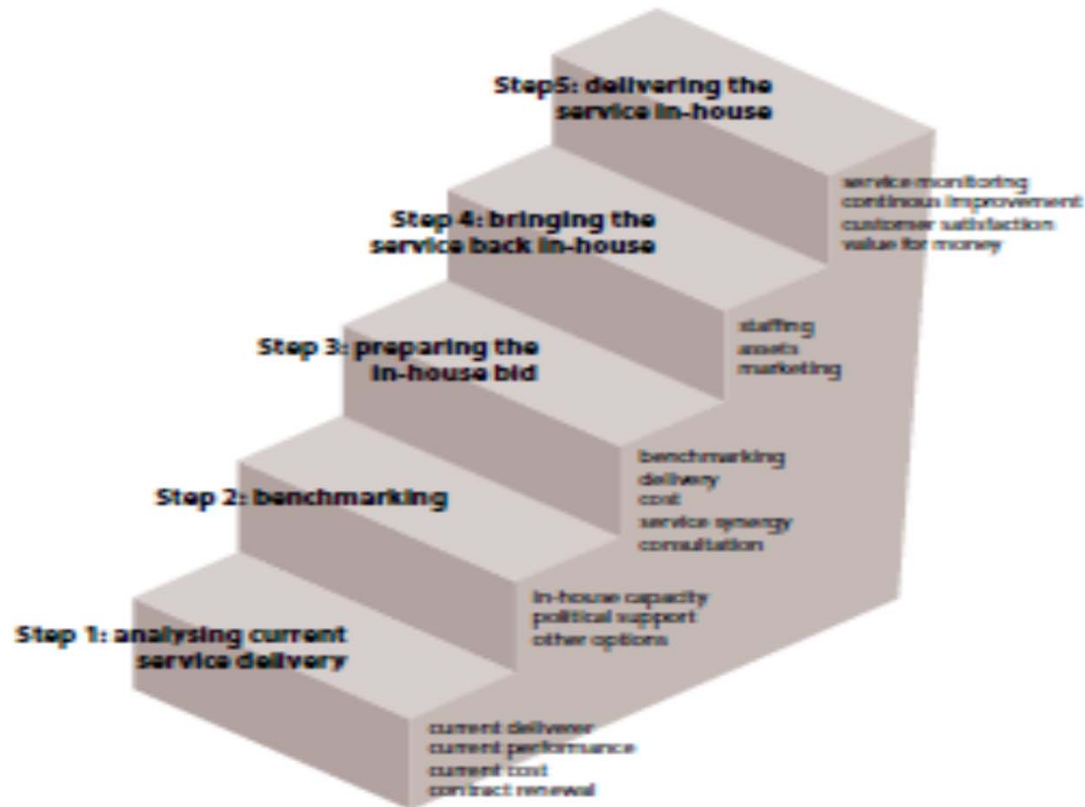 Step5: delivering the
service in-house
service monitoring
continous improvement
customer satisfaction
value for money
Step 4: bringing the
service back in-house
staffing
assets
marketing
Step 3: preparing the
in-house bid
benchmarking
delivery
cost
service synergy
consultation
Step 2: benchmarking
in-house capacity
political support
other options
Step 1: analysing current
service delivery
current deliverer
current performance
current cost
contract renewal